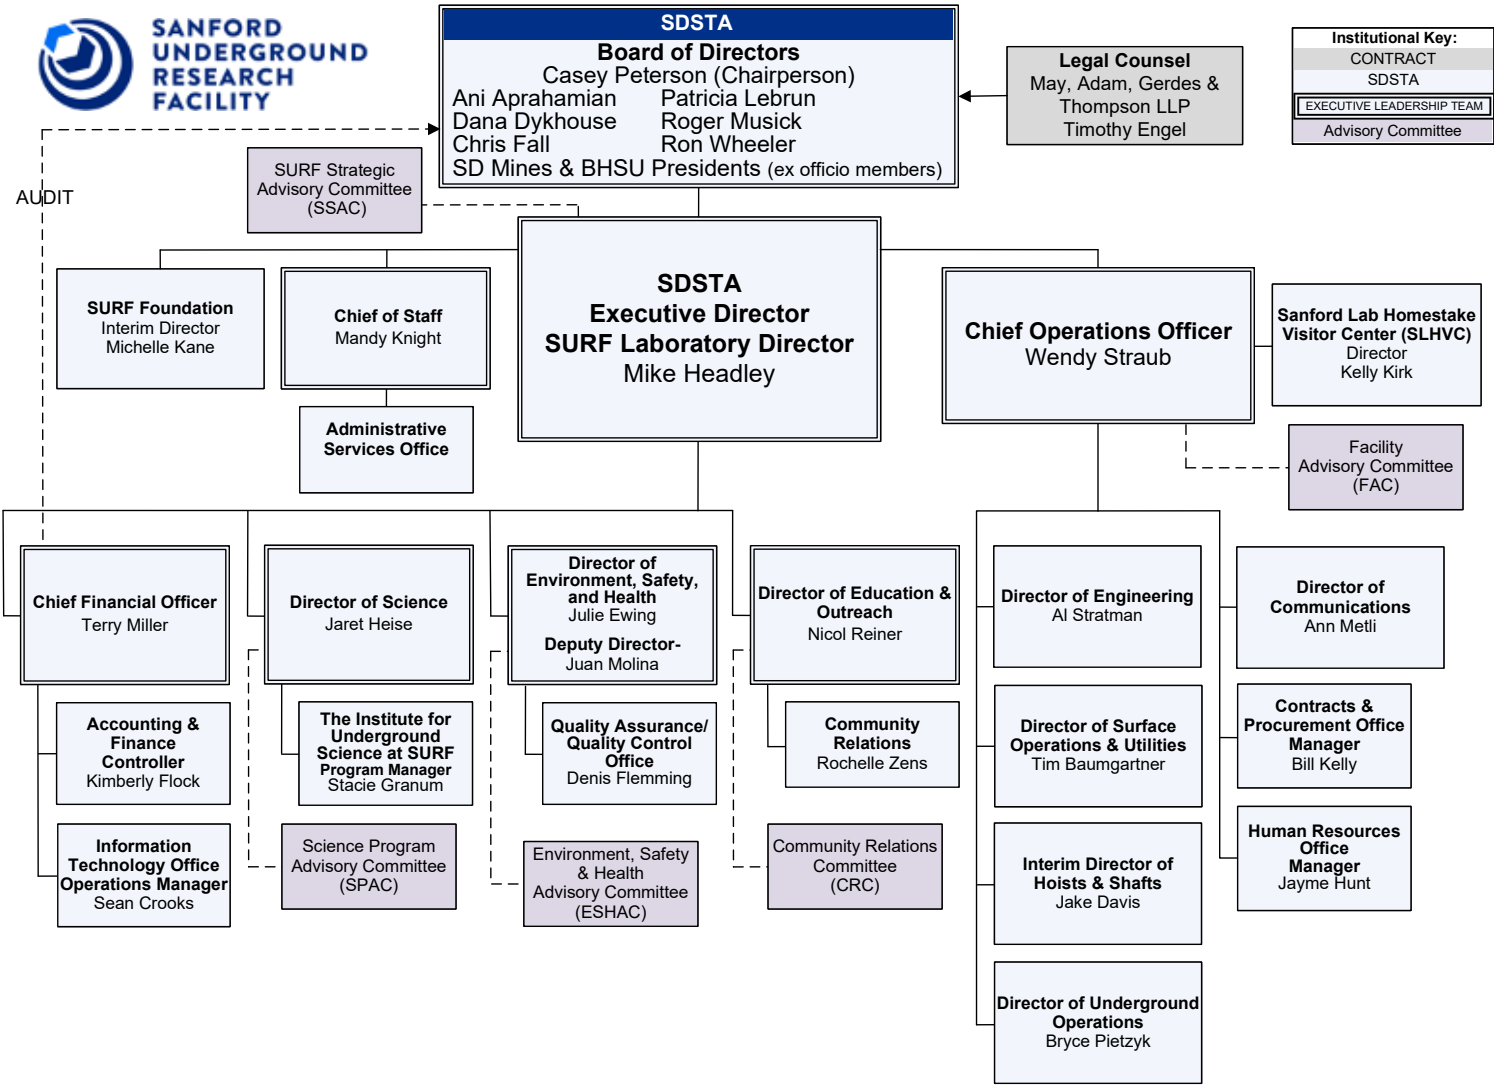 SANFORD
UNDERGROUND
RESEARCH
FACILITY
SDSTA
Board of Directors
Casey Peterson (Chairperson)
Ani Aprahamian Patricia Lebrun
Dana Dykhouse Roger Musick
Chris Fall Ron Wheeler
SD Mines & BHSU Presidents (ex officio members)
Legal Counsel
May, Adam, Gerdes &
Thompson LLP
Timothy Engel
Institutional Key:
CONTRACT
SDSTA
EXECUTIVE LEADERSHIP TEAM
Advisory Committee
AUDIT
SURF Strategic
Advisory Committee
(SSAC)
SURF Foundation
Interim Director
Michelle Kane
Chief of Staff
Mandy Knight
Administrative
Services Office
SDSTA
Executive Director
SURF Laboratory Director
Mike Headley
Chief Operations Officer
Wendy Straub
Sanford Lab Homestake
Visitor Center (SLHVC)
Director
Kelly Kirk
Facility
Advisory Committee
(FAC)
Chief Financial Officer
Terry Miller
Director of Science
Jaret Heise
Director of
Environment, Safety,
and Health
Julie Ewing
Deputy Director-
Juan Molina
Director of Education &
Outreach
Nicol Reiner
Director of Engineering
Al Stratman
Director of
Communications
Ann Metli
Accounting &
Finance
Controller
Kimberly Flock
The Institute for
Underground
Science at SURF
Program Manager
Stacie Granum
Quality Assurance/
Quality Control
Office
Denis Flemming
Community
Relations
Rochelle Zens
Director of Surface
Operations & Utilities
Tim Baumgartner
Contracts &
Procurement Office
Manager
Bill Kelly
Information
Technology Office
Operations Manager
Sean Crooks
Science Program
Advisory Committee
(SPAC)
Environment, Safety
& Health
Advisory Committee
(ESHAC)
Community Relations
Committee
(CRC)
Interim Director of
Hoists & Shafts
Jake Davis
Human Resources
Office
Manager
Jayme Hunt
Director of Underground
Operations
Bryce Pietzyk